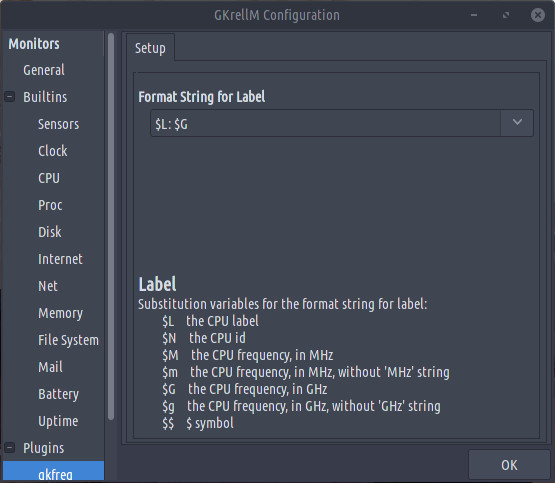 GKrellM Configuration
Monitors
General
Builtins
Sensors
Clock
CPU
Proc
Disk
Internet
Net
Memory
File System
Mail
Battery
Uptime
Plugins
gkfreq
Setup
Format String for Label
$L: $G
Label
Substitution variables for the format string for label:
$L the CPU label
$N the CPU id
$M the CPU frequency, in MHz
$m the CPU frequency, in MHz, without 'MHz' string
$G the CPU frequency, in GHz
$g the CPU frequency, in GHz, without 'GHz' string
$$ $ symbol
OK